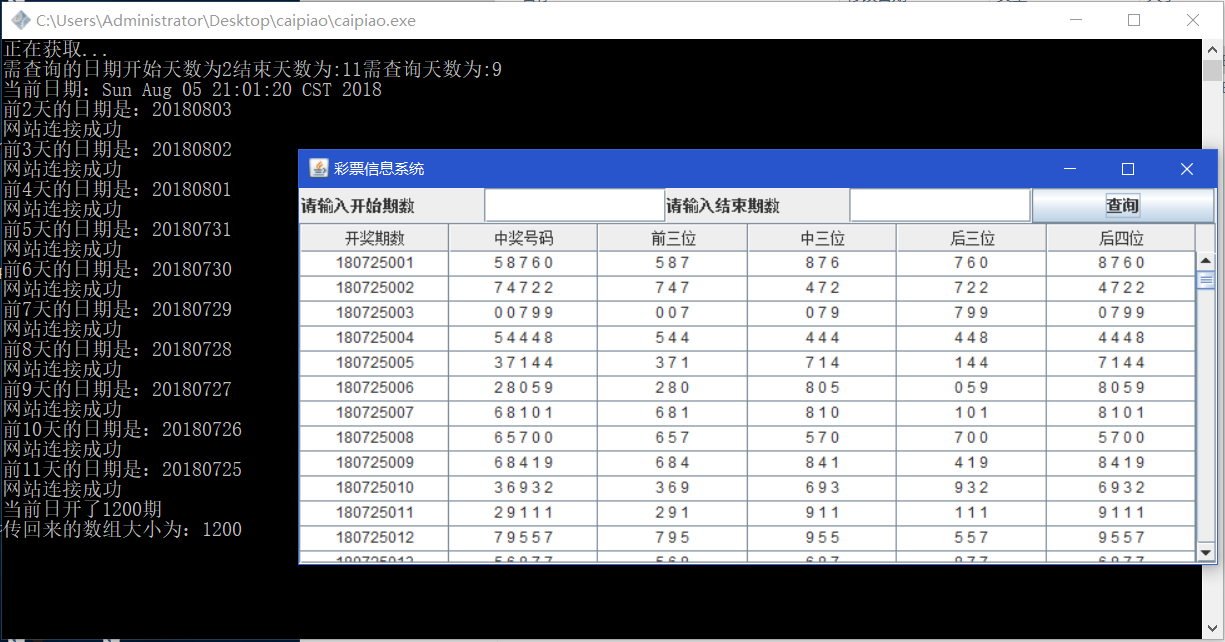 C:\Users\Administrator\Desktop\caipiao\caipiao.exe
正在获取...
需查询的日期开始天数为2结束天数为:11需查询天数为:9
当前日期：Sun Aug 05 21:01:20 CST 2018
前2天的日期是：20180803
网站连接成功
前3天的日期是：20180802
网站连接成功
前4天的日期是：20180801
网站连接成功
前5天的日期是：20180731
网站连接成功
前6天的日期是：20180730
网站连接成功
前7天的日期是：20180729
网站连接成功
前8天的日期是：20180728
网站连接成功
前9天的日期是：20180727
网站连接成功
前10天的日期是：20180726
网站连接成功
前11天的日期是：20180725
网站连接成功
当前日开了1200期
传回来的数组大小为：1200
彩票信息系统
请输入开始期数 请输入结束期数 查询
开奖期数 中奖号码 前三位 中三位 后三位 后四位
180725001 5 8 7 6 0 5 8 7 8 7 6 7 6 0 8 7 6 0
180725002 7 4 7 2 2 7 4 7 4 7 2 7 2 2 4 7 2 2
180725003 0 0 7 9 9 0 0 7 0 7 9 7 9 9 0 7 9 9
180725004 5 4 4 4 8 5 4 4 4 4 4 4 4 8 4 4 4 8
180725005 3 7 1 4 4 3 7 1 7 1 4 1 4 4 7 1 4 4
180725006 2 8 0 5 9 2 8 0 8 0 5 0 5 9 8 0 5 9
180725007 6 8 1 0 1 6 8 1 8 1 0 1 0 1 8 1 0 1
180725008 6 5 7 0 0 6 5 7 5 7 0 7 0 0 5 7 0 0
180725009 6 8 4 1 9 6 8 4 8 4 1 4 1 9 8 4 1 9
180725010 3 6 9 3 2 3 6 9 6 9 3 9 3 2 6 9 3 2
180725011 2 9 1 1 1 2 9 1 9 1 1 1 1 1 9 1 1 1
180725012 7 9 5 5 7 7 9 5 9 5 5 5 5 7 9 5 5 7